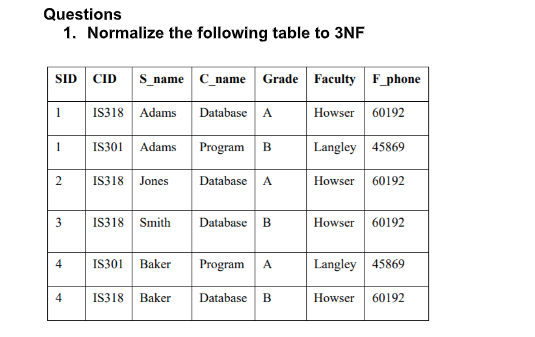 Questions
1. Normalize the following table to 3NF
SID CID S_name C_name Grade Faculty F_phone
1 IS318 Adams Database A Howser 60192
1 IS301 Adams Program B Langley 45869
2 IS318 Jones Database A Howser 60192
3 IS318 Smith Database B Howser 60192
4 IS301 Baker Program A Langley 45869
4 IS318 Baker Database B Howser 60192